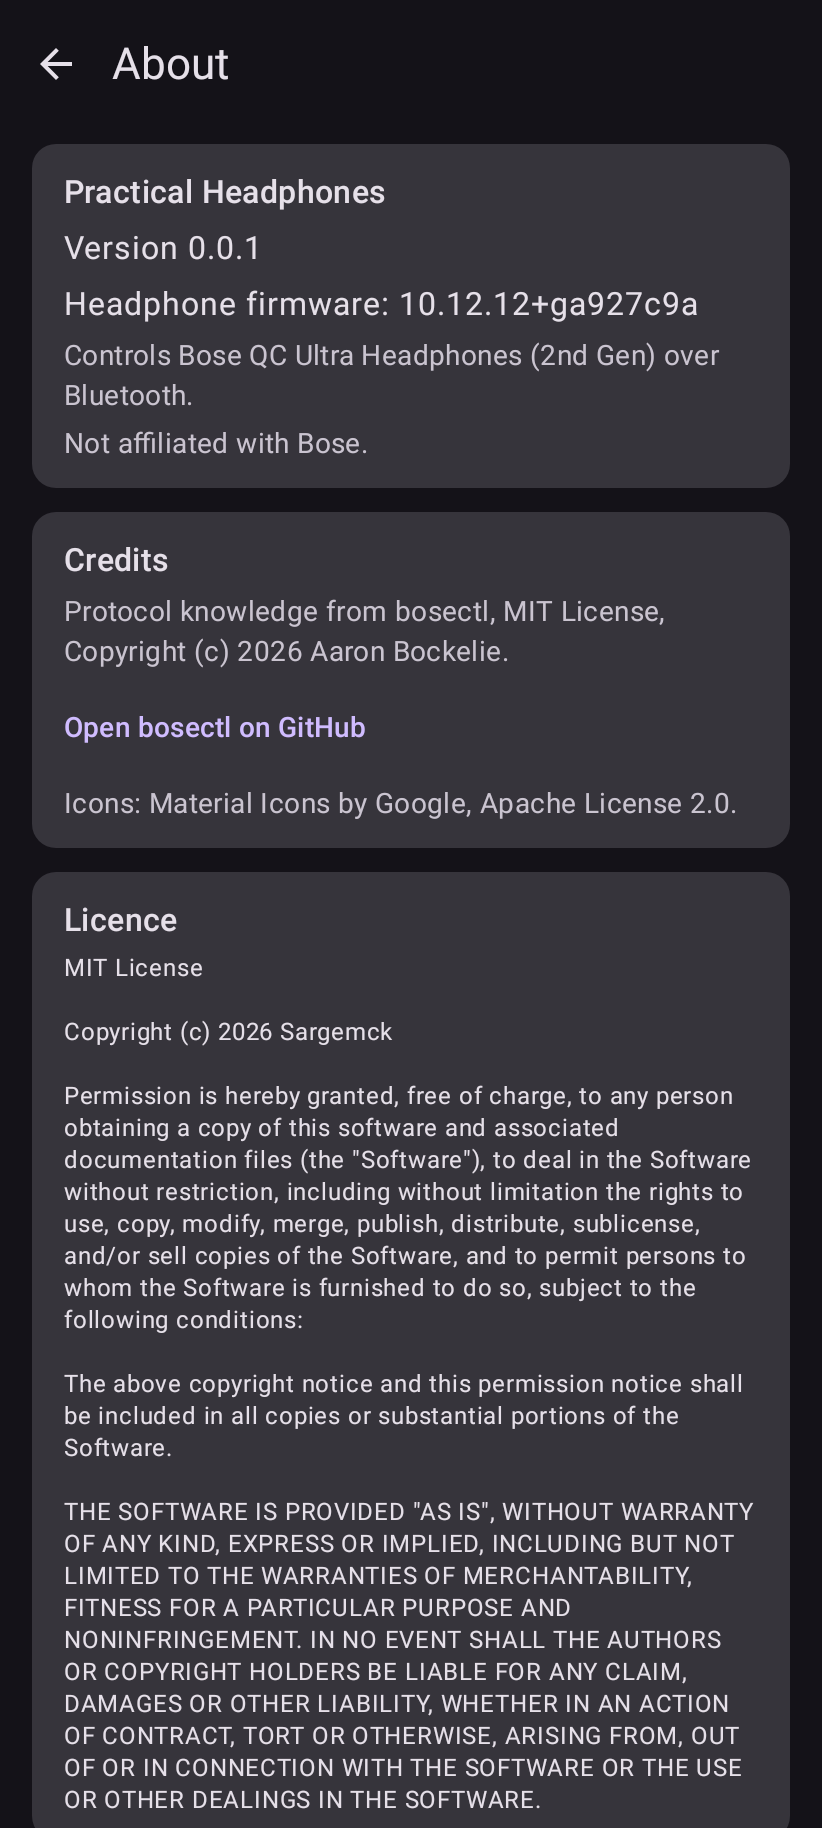 About
Practical Headphones
Version 0.0.1
Headphone firmware: 10.12.12+ga927c9a
Controls Bose QC Ultra Headphones (2nd Gen) over
Bluetooth.
Not affiliated with Bose.
Credits
Protocol knowledge from bosectl, MIT License,
Copyright (c) 2026 Aaron Bockelie.
Open bosectl on GitHub
Icons: Material Icons by Google, Apache License 2.0.
Licence
MIT License
Copyright (c) 2026 Sargemck
Permission is hereby granted, free of charge, to any person
obtaining a copy of this software and associated
documentation files (the "Software"), to deal in the Software
without restriction, including without limitation the rights to
use, copy, modify, merge, publish, distribute, sublicense,
and/or sell copies of the Software, and to permit persons to
whom the Software is furnished to do so, subject to the
following conditions:
The above copyright notice and this permission notice shall
be included in all copies or substantial portions of the
Software.
THE SOFTWARE IS PROVIDED "AS IS", WITHOUT WARRANTY
OF ANY KIND, EXPRESS OR IMPLIED, INCLUDING BUT NOT
LIMITED TO THE WARRANTIES OF MERCHANTABILITY,
FITNESS FOR A PARTICULAR PURPOSE AND
NONINFRINGEMENT. IN NO EVENT SHALL THE AUTHORS
OR COPYRIGHT HOLDERS BE LIABLE FOR ANY CLAIM,
DAMAGES OR OTHER LIABILITY, WHETHER IN AN ACTION
OF CONTRACT, TORT OR OTHERWISE, ARISING FROM, OUT
OF OR IN CONNECTION WITH THE SOFTWARE OR THE USE
OR OTHER DEALINGS IN THE SOFTWARE.